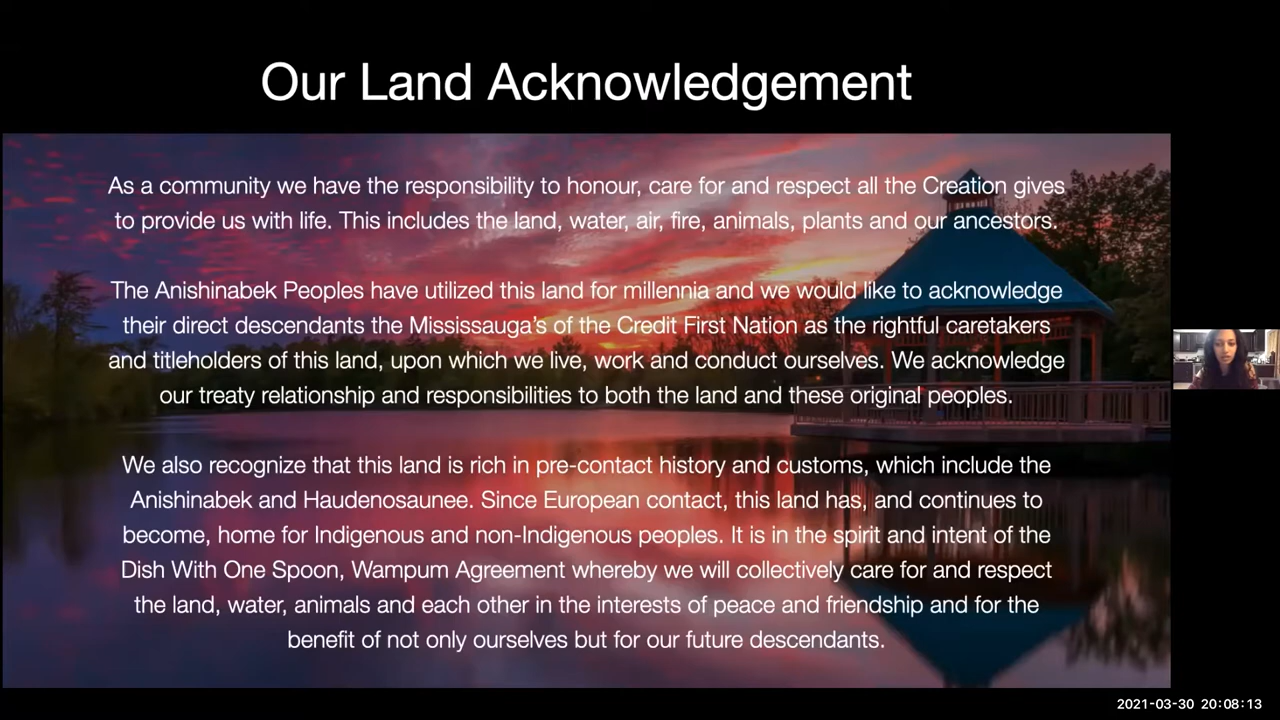 Our Land Acknowledgement
As a community we have the responsibility to honour, care for and respect all the Creation gives
to provide us with life. This includes the land, water, air, fire, animals, plants and our ancestors.
The Anishinabek Peoples have utilized this land for millennia and we would like to acknowledge
their direct descendants the Mississauga's of the Credit First Nation as the rightful caretakers
and titleholders of this land, upon which we live, work and conduct ourselves. We acknowledge
our treaty relationship and responsibilities to both the land and these original peoples.
We also recognize that this land is rich in pre-contact history and customs, which include the
Anishinabek and Haudenosaunee. Since European contact, this land has, and continues to
become, home for Indigenous and non-Indigenous peoples. It is in the spirit and intent of the
Dish With One Spoon, Wampum Agreement whereby we will collectively care for and respect
the land, water, animals and each other in the interests of peace and friendship and for the
benefit of not only ourselves but for our future descendants.
2021-03-30 20:08:13